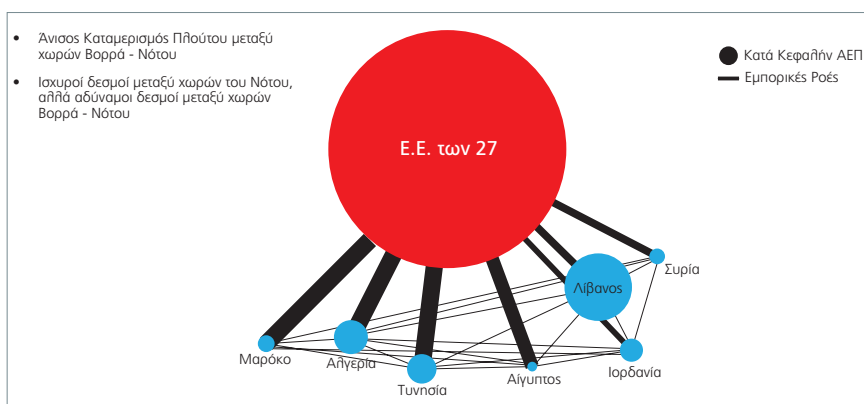 • Άνισος Καταμερισμός Πλούτου μεταξύ
χωρών Βορρά - Νότου
• Ισχυροί δεσμοί μεταξύ χωρών του Νότου,
αλλά αδύναμοι δεσμοί μεταξύ χωρών
Βορρά - Νότου
Κατά Κεφαλήν ΑΕΠ
Εμπορικές Ροές
Ε.Ε. των 27
Συρία
Λίβανος
Μαρόκο
Αλγερία
Τυνησία
Αίγυπτος
Ιορδανία